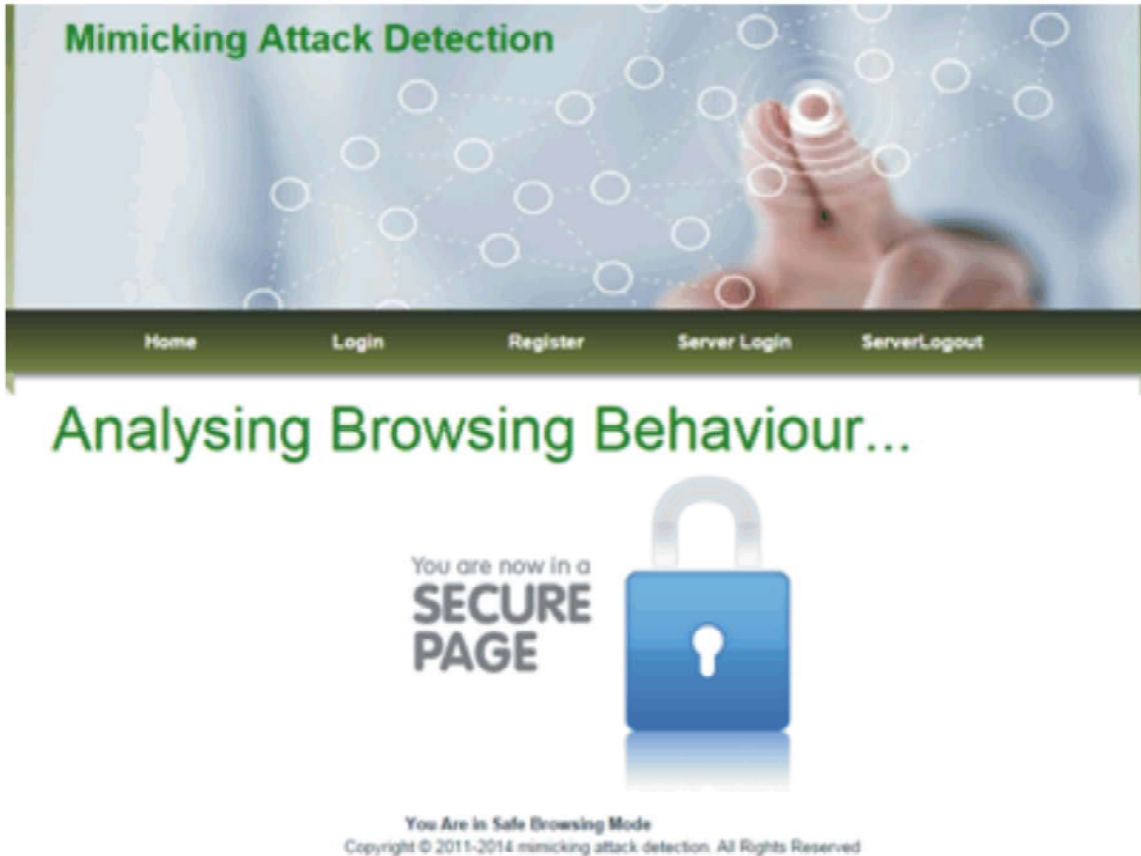 Mimicking Attack Detection
Home Login Register Server Login ServerLogout
Analysing Browsing Behaviour...
You are now in a
SECURE
PAGE
You Are in Safe Browsing Mode
Copyright © 2011-2014 mimicking attack detection. All Rights Reserved